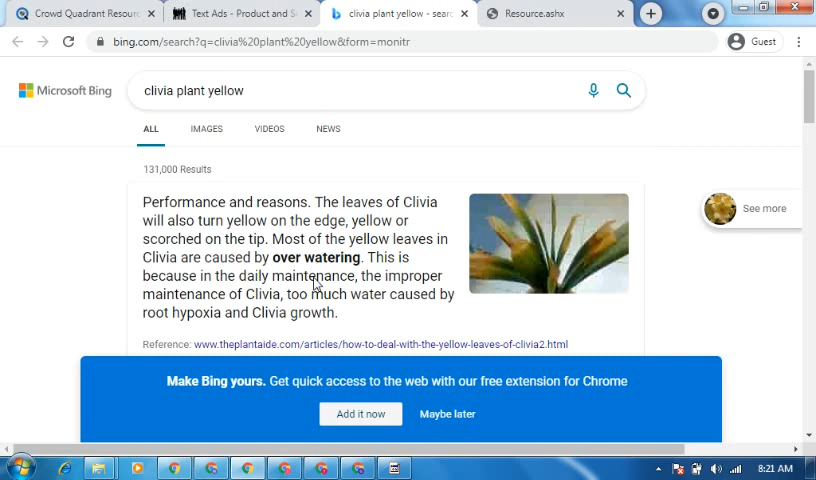 Crowd Quadrant Resourc
Text Ads - Product and Se
clivia plant yellow - searc
Resource.ashx
bing.com/search?q=clivia%20plant%20yellow&form=monitr
Guest
Microsoft Bing
clivia plant yellow
ALL
IMAGES
VIDEOS
NEWS
131,000 Results
Performance and reasons. The leaves of Clivia
will also turn yellow on the edge, yellow or
scorched on the tip. Most of the yellow leaves in
Clivia are caused by over watering. This is
because in the daily maintenance, the improper
maintenance of Clivia, too much water caused by
root hypoxia and Clivia growth.
See more
Reference: www.theplantaide.com/articles/how-to-deal-with-the-yellow-leaves-of-clivia2.html
Make Bing yours. Get quick access to the web with our free extension for Chrome
Add it now
Maybe later
8:21 AM